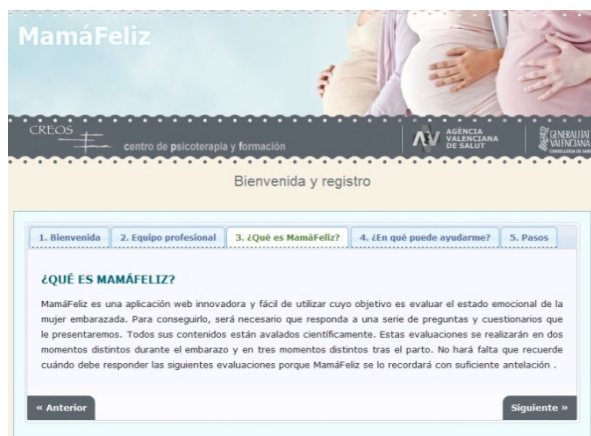 MamáFeliz
CREOS
centro de psicoterapia y formación
AGÈNCIA
VALENCIANA
DE SALUT
GENERALITAT
VALENCIANA
Bienvenida y registro
1. Bienvenida
2. Equipo profesional
3. ¿Qué es MamáFeliz?
4. ¿En qué puede ayudarme?
5. Pasos
¿QUÉ ES MAMÁFELIZ?
MamáFeliz es una aplicación web innovadora y fácil de utilizar cuyo objetivo es evaluar el estado emocional de la
mujer embarazada. Para conseguirlo, será necesario que responda a una serie de preguntas y cuestionarios que
le presentaremos. Todos sus contenidos están avalados científicamente. Estas evaluaciones se realizarán en dos
momentos distintos durante el embarazo y en tres momentos distintos tras el parto. No hará falta que recuerde
cuándo debe responder las siguientes evaluaciones porque MamáFeliz se lo recordará con suficiente antelación .
« Anterior
Siguiente »